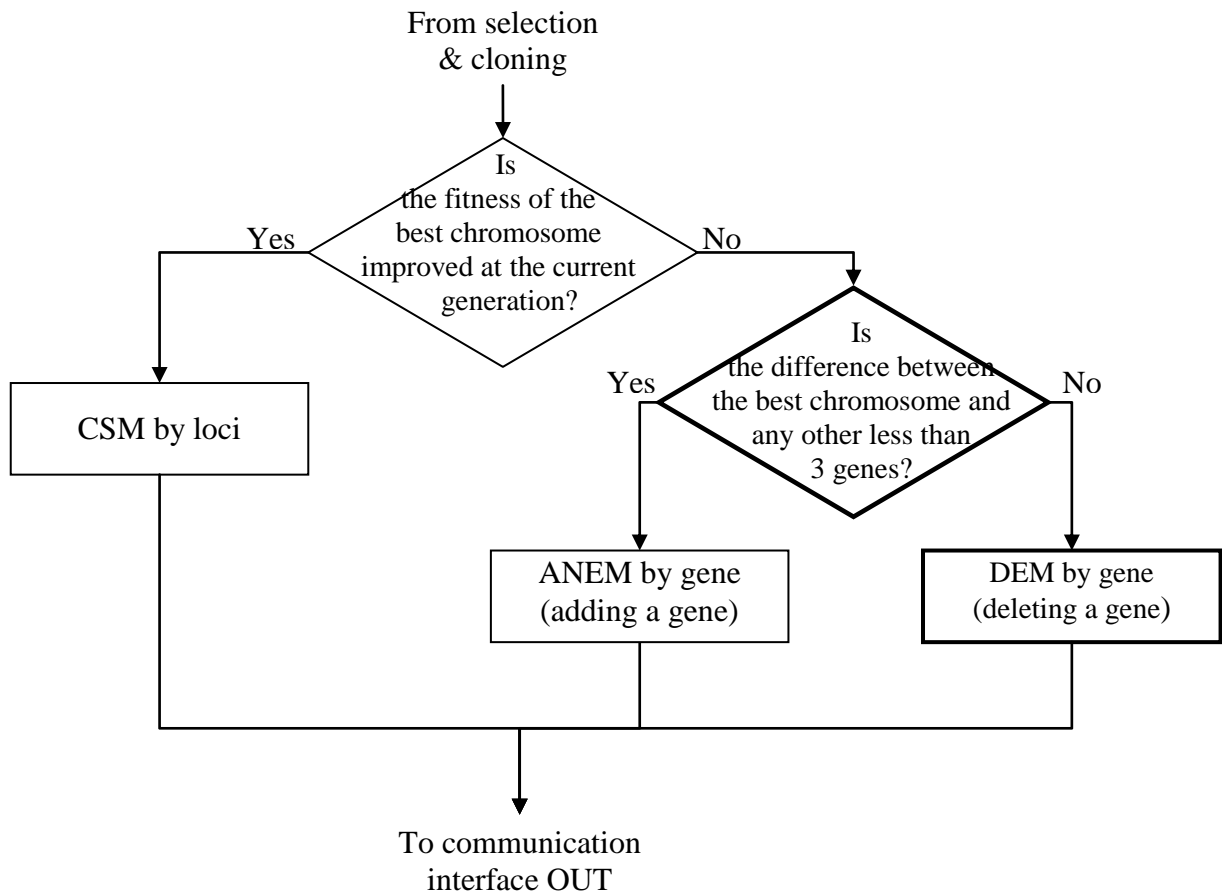 From selection
& cloning
Is
the fitness of the
best chromosome
improved at the current
generation?
Yes
No
Is
the difference between
the best chromosome and
any other less than
3 genes?
Yes
No
CSM by loci
ANEM by gene
(adding a gene)
DEM by gene
(deleting a gene)
To communication
interface OUT